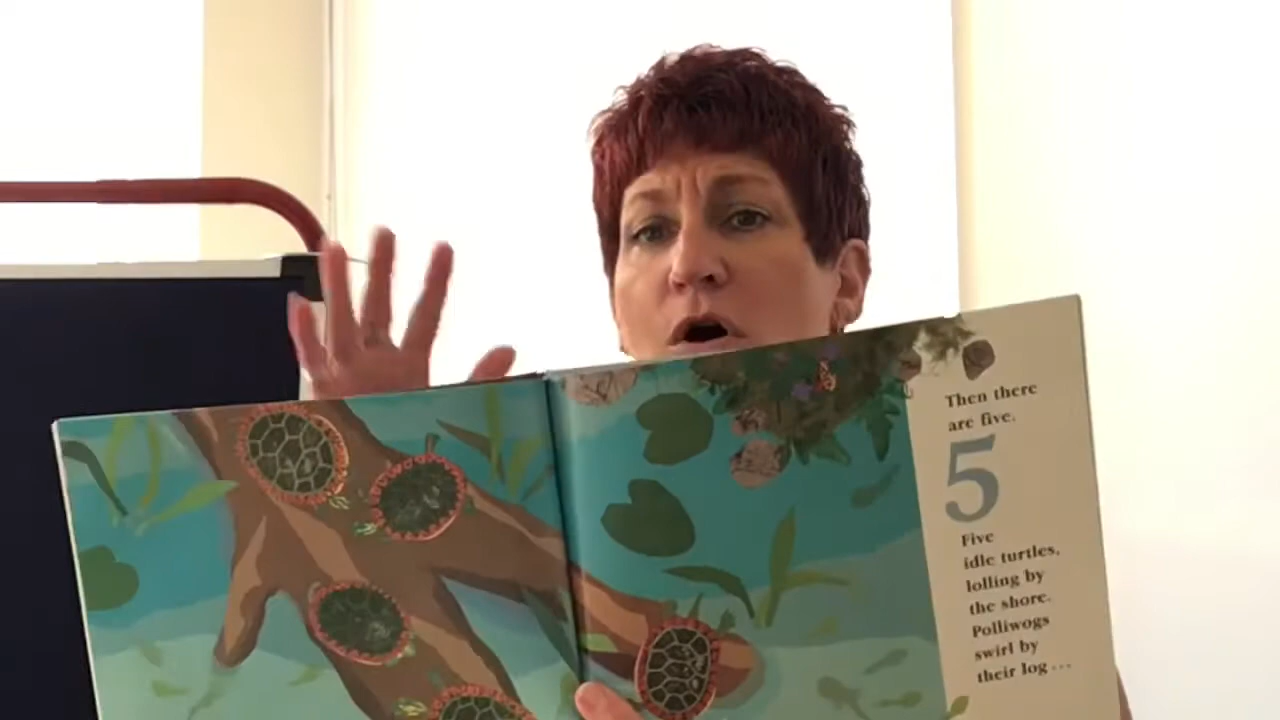 Then there
are five.
5
Five
idle turtles,
lolling by
the shore.
Polliwogs
swirl by
their log...